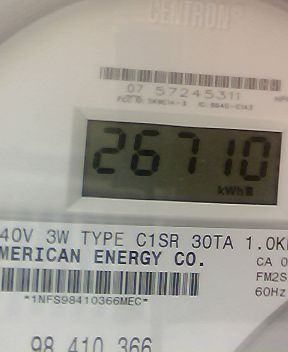 CENTRON®
07 57245311
26710
kWh
40V 3W TYPE C1SR 30TA 1.0K
MERICAN ENERGY CO.
CA 0
FM2S
60Hz
*1NFS98410366MEC*
98 410 366